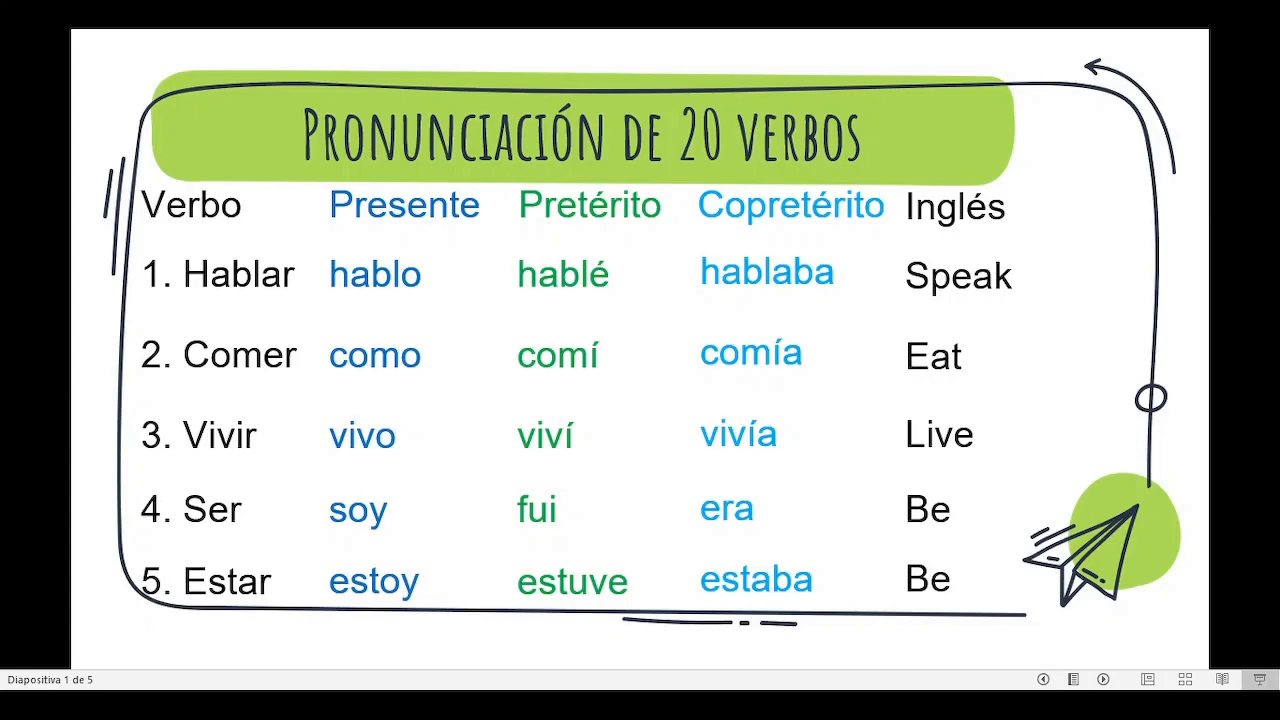 PRONUNCIACIÓN DE 20 VERBOS
Verbo Presente Pretérito Copretérito Inglés
1. Hablar hablo hablé hablaba Speak
2. Comer como comí comía Eat
3. Vivir vivo viví vivía Live
4. Ser soy fui era Be
5. Estar estoy estuve estaba Be
Diapositiva 1 de 5